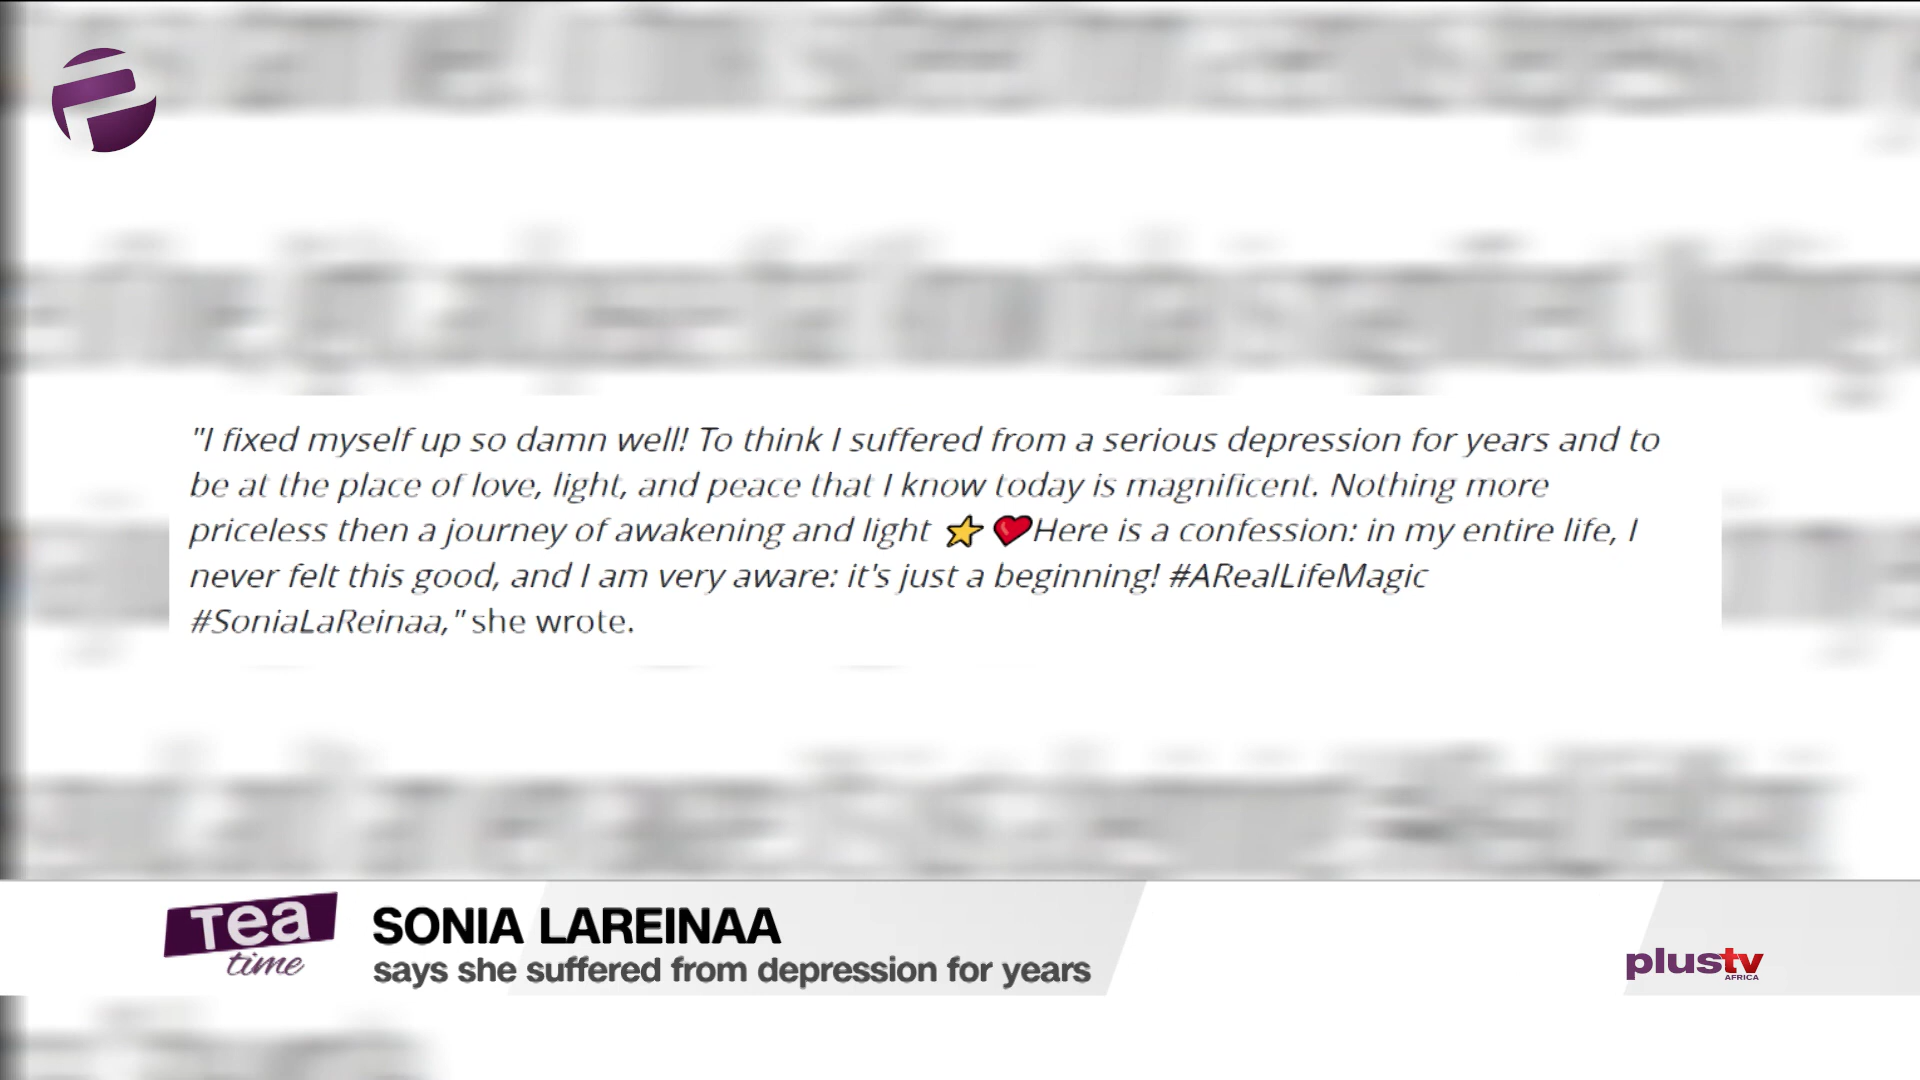 "I fixed myself up so damn well! To think I suffered from a serious depression for years and to
be at the place of love, light, and peace that I know today is magnificent. Nothing more
priceless then a journey of awakening and light ⭐ ❤️Here is a confession: in my entire life, I
never felt this good, and I am very aware: it's just a beginning! #ARealLifeMagic
#SoniaLaReinaa," she wrote.
Tea
time
SONIA LAREINAA
says she suffered from depression for years
plustv
AFRICA